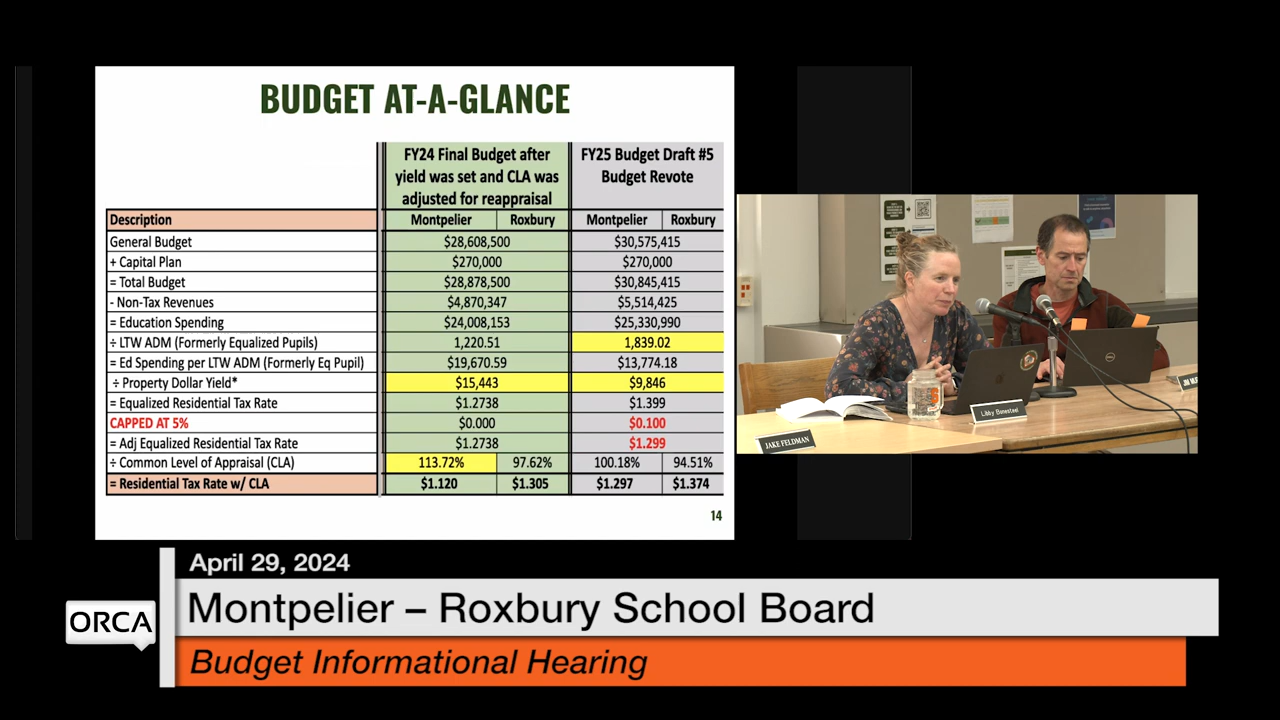 BUDGET AT-A-GLANCE
FY24 Final Budget after yield was set and CLA was adjusted for reappraisal FY25 Budget Draft #5 Budget Revote
Description Montpelier Roxbury Montpelier Roxbury
General Budget $28,608,500 $30,575,415
+ Capital Plan $270,000 $270,000
= Total Budget $28,878,500 $30,845,415
- Non-Tax Revenues $4,870,347 $5,514,425
= Education Spending $24,008,153 $25,330,990
÷ LTW ADM (Formerly Equalized Pupils) 1,220.51 1,839.02
= Ed Spending per LTW ADM (Formerly Eq Pupil) $19,670.59 $13,774.18
÷ Property Dollar Yield* $15,443 $9,846
= Equalized Residential Tax Rate $1.2738 $1.399
CAPPED AT 5% $0.000 $0.100
= Adj Equalized Residential Tax Rate $1.2738 $1.299
÷ Common Level of Appraisal (CLA) 113.72% 97.62% 100.18% 94.51%
= Residential Tax Rate w/ CLA $1.120 $1.305 $1.297 $1.374
14
JAKE FELDMAN
Libby Bonesteel
DELL
April 29, 2024
ORCA
Montpelier – Roxbury School Board
Budget Informational Hearing